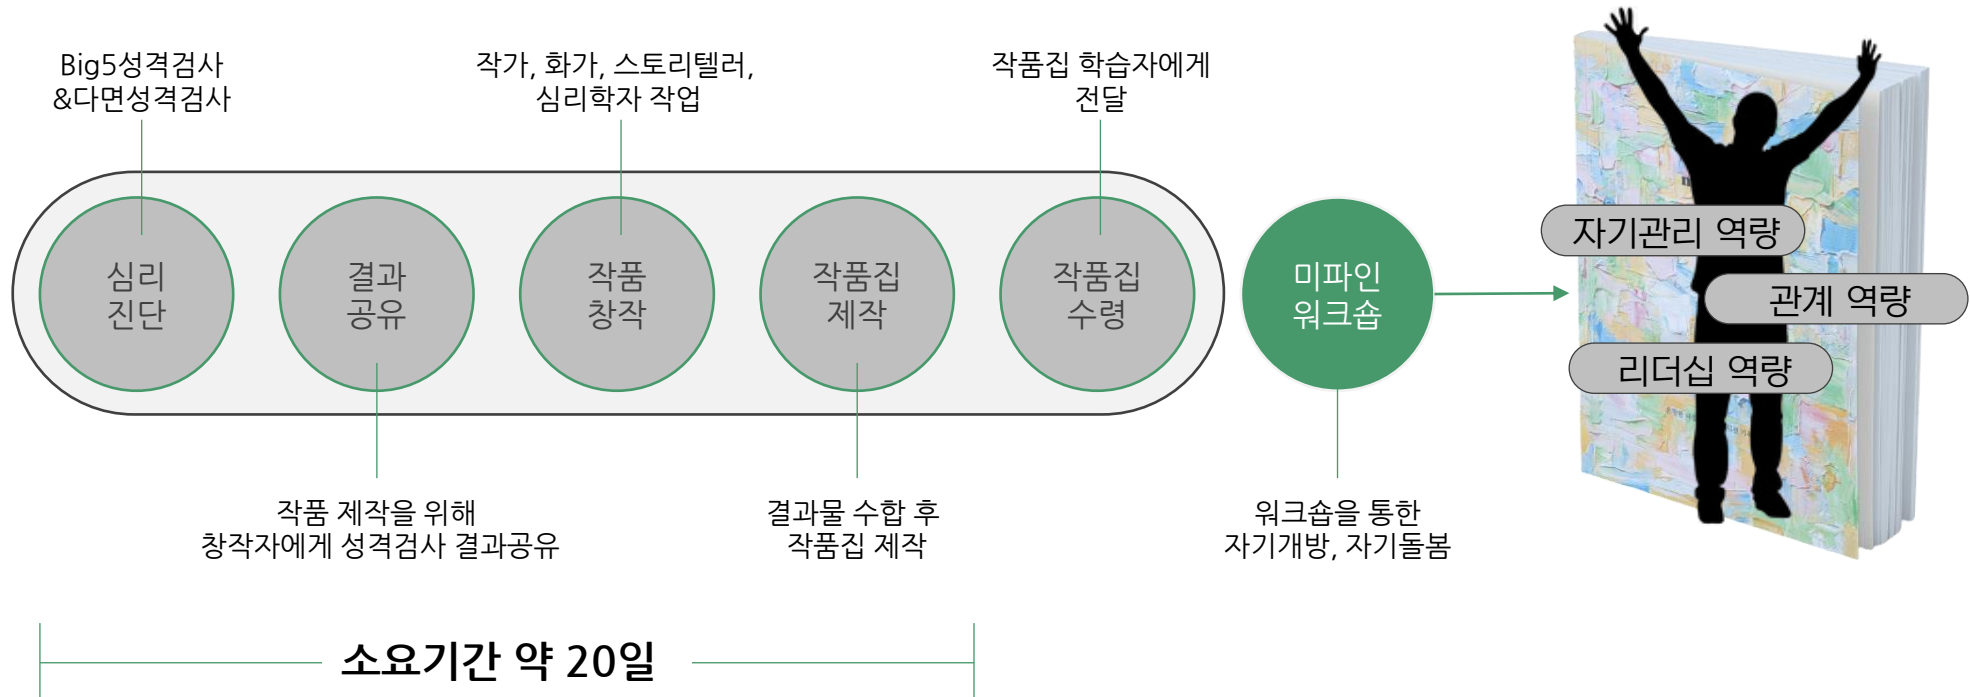 Big5성격검사
&다면성격검사
작가, 화가, 스토리텔러,
심리학자 작업
작품집 학습자에게
전달
심리
진단
결과
공유
작품
창작
작품집
제작
작품집
수령
미파인
워크숍
자기관리 역량
관계 역량
리더십 역량
작품 제작을 위해
창작자에게 성격검사 결과공유
결과물 수합 후
작품집 제작
워크숍을 통한
자기개방, 자기돌봄
소요기간 약 20일